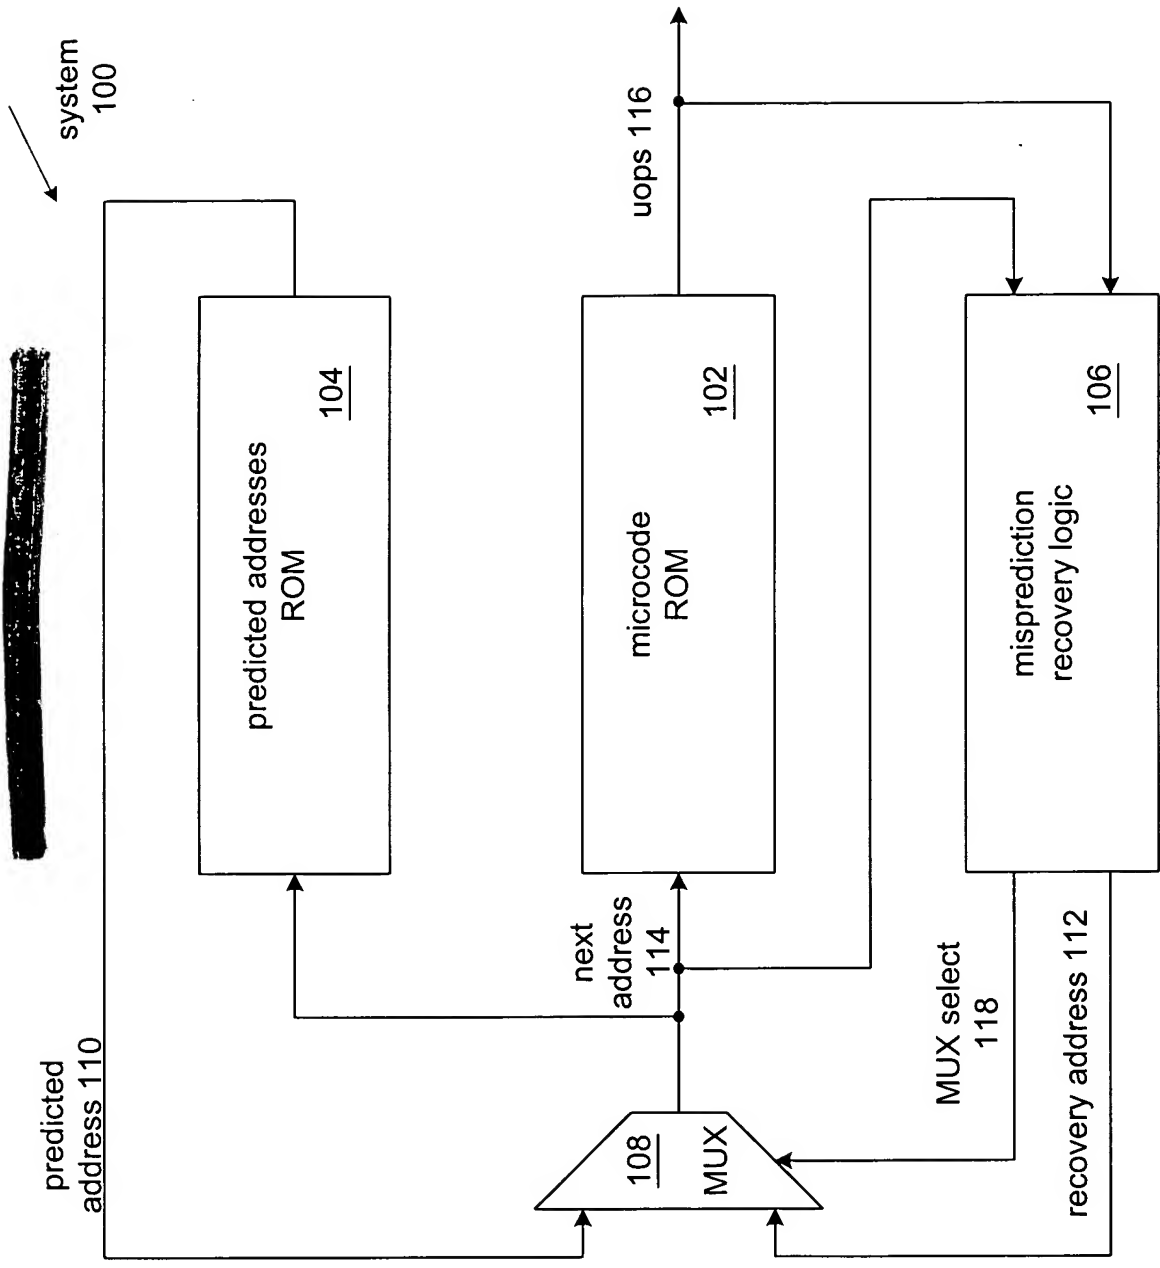 system
100
predicted
address 110
predicted addresses
ROM
104
next
address
114
microcode
ROM
102
uops 116
108
MUX
MUX select
118
recovery address 112
misprediction
recovery logic
106